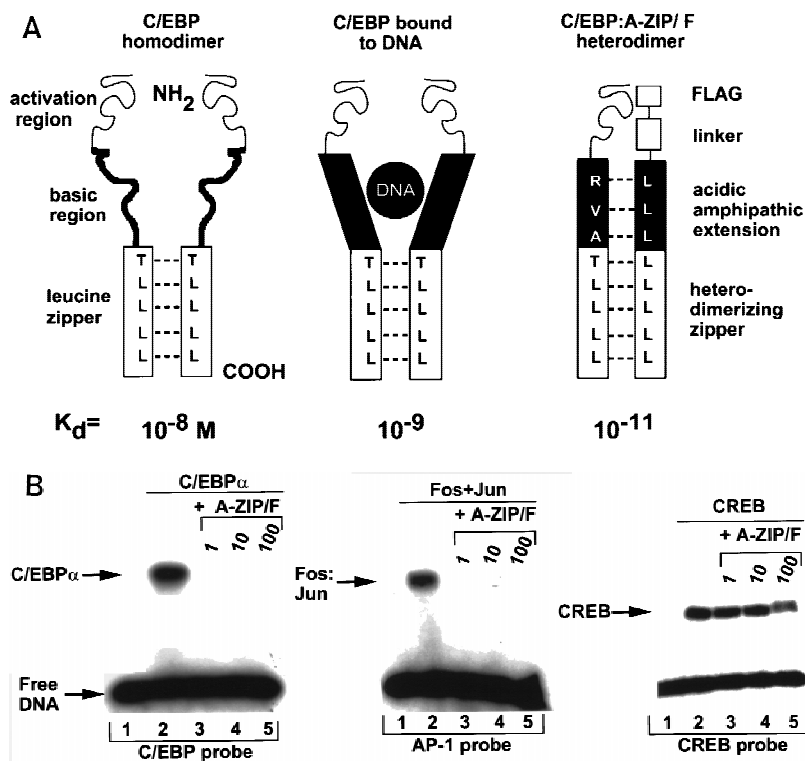 A
C/EBP
homodimer
C/EBP bound
to DNA
C/EBP:A-ZIP/ F
heterodimer
activation
region
NH2
FLAG
linker
basic
region
DNA
R L
V L
A L
acidic
amphipathic
extension
leucine
zipper
T T
L L
L L
L L
L L
COOH
T T
L L
L L
L L
L L
T L
L L
L L
L L
L L
hetero-
dimerizing
zipper
Kd= 10-8 M 10-9 10-11
B
C/EBPα
+ A-ZIP/F
1 10 100
C/EBPα
Free
DNA
1 2 3 4 5
C/EBP probe
Fos+Jun
+ A-ZIP/F
1 10 100
Fos:
Jun
1 2 3 4 5
AP-1 probe
CREB
+ A-ZIP/F
1 10 100
CREB
1 2 3 4 5
CREB probe